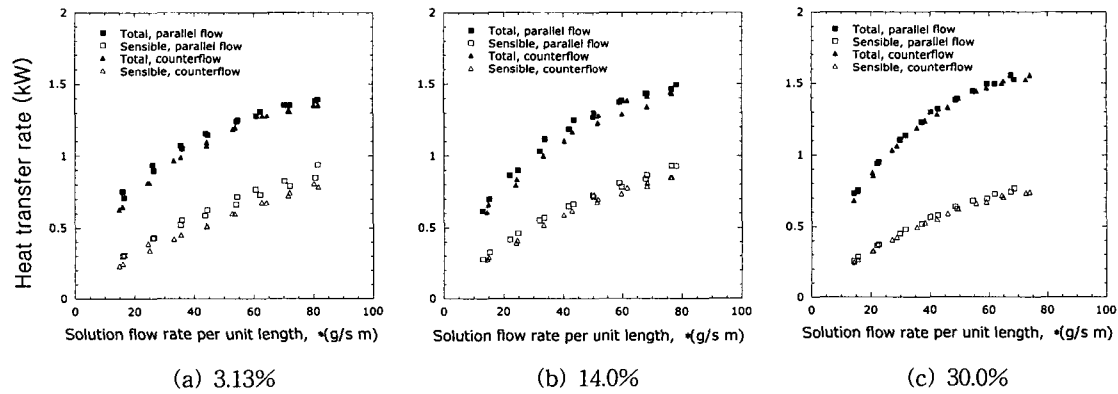 Heat transfer rate (kW)
2
1.5
1
0.5
0
Total, parallel flow
Sensible, parallel flow
Total, counterflow
Sensible, counterflow
0 20 40 60 80 100
Solution flow rate per unit length, •(g/s m)
(a) 3.13%
2
1.5
1
0.5
0
Total, parallel flow
Sensible, parallel flow
Total, counterflow
Sensible, counterflow
0 20 40 60 80 100
Solution flow rate per unit length, •(g/s m)
(b) 14.0%
2
1.5
1
0.5
0
Total, parallel flow
Sensible, parallel flow
Total, counterflow
Sensible, counterflow
0 20 40 60 80 100
Solution flow rate per unit length, •(g/s m)
(c) 30.0%